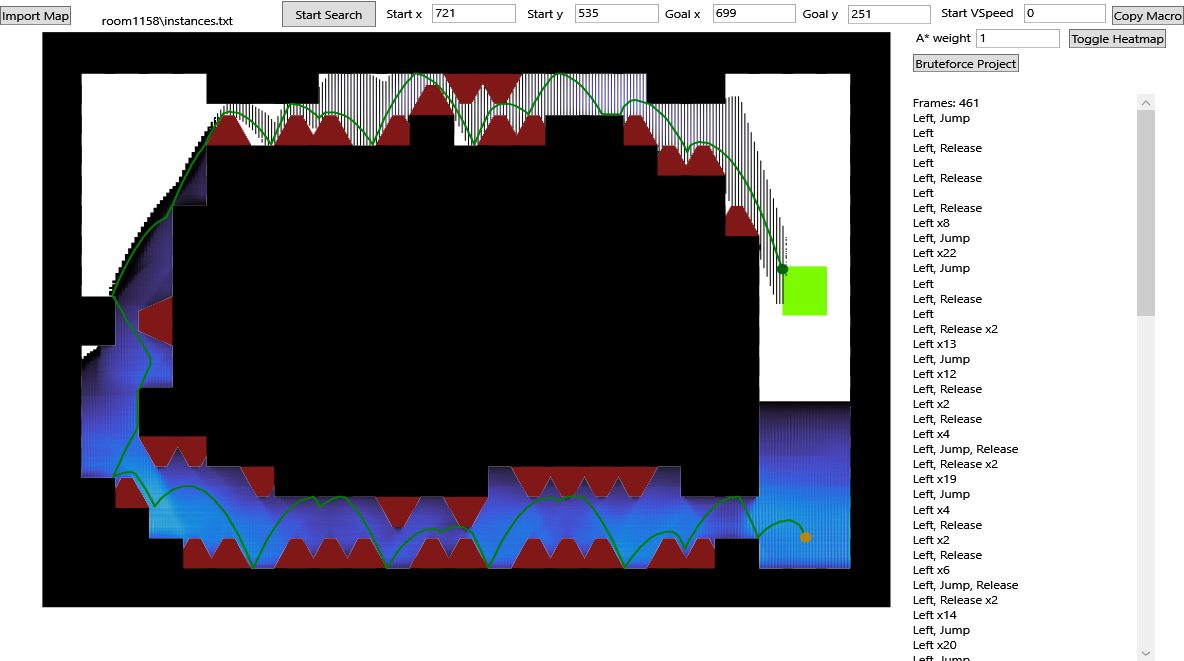 Import Map
room1158\instances.txt
Start Search
Start x 721
Start y 535
Goal x 699
Goal y 251
Start VSpeed 0
Copy Macro
A* weight 1
Toggle Heatmap
Bruteforce Project
Frames: 461
Left, Jump
Left
Left, Release
Left
Left, Release
Left
Left, Release
Left x8
Left, Jump
Left x22
Left, Jump
Left
Left, Release
Left
Left, Release x2
Left x13
Left, Jump
Left x12
Left, Release
Left x2
Left, Release
Left x4
Left, Jump, Release
Left, Release x2
Left x19
Left, Jump
Left x4
Left, Release
Left x2
Left, Release
Left x6
Left, Jump, Release
Left, Release x2
Left x14
Left, Jump
Left x20
Left, Jump